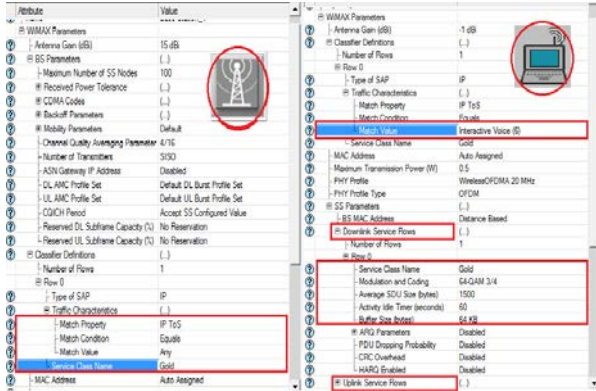 Attribute Value
WiMAX Parameters
Antenna Gain (dBi) 15 dBi
BS Parameters (...)
Maximum Number of SS Nodes 100
Received Power Tolerance (...)
CDMA Codes (...)
Backoff Parameters (...)
Mobility Parameters Default
Channel Quality Averaging Parameter 4/16
Number of Transmitters SISO
ASN Gateway IP Address Disabled
DL AMC Profile Set Default DL Burst Profile Set
UL AMC Profile Set Default UL Burst Profile Set
CQICH Period Accept SS Configured Value
Reserved DL Subframe Capacity (%) No Reservation
Reserved UL Subframe Capacity (%) No Reservation
Classifier Definitions (...)
Number of Rows 1
Row 0
Type of SAP IP
Traffic Characteristics (...)
Match Property IP ToS
Match Condition Equals
Match Value Any
Service Class Name Gold
MAC Address Auto Assigned
WiMAX Parameters
Antenna Gain (dBi) -1 dBi
Classifier Definitions (...)
Number of Rows 1
Row 0
Type of SAP IP
Traffic Characteristics (...)
Match Property IP ToS
Match Condition Equals
Match Value Interactive Voice (6)
Service Class Name Gold
MAC Address Auto Assigned
Maximum Transmission Power (W) 0.5
PHY Profile WirelessOFDMA 20 MHz
PHY Profile Type OFDM
SS Parameters (...)
BS MAC Address Distance Based
Downlink Service Flows (...)
Number of Rows 1
Row 0
Service Class Name Gold
Modulation and Coding 64-QAM 3/4
Average SDU Size (bytes) 1500
Activity Idle Timer (seconds) 60
Buffer Size (bytes) 64 KB
ARQ Parameters Disabled
PDU Dropping Probability Disabled
CRC Overhead Disabled
HARQ Enabled Disabled
Uplink Service Flows (...)